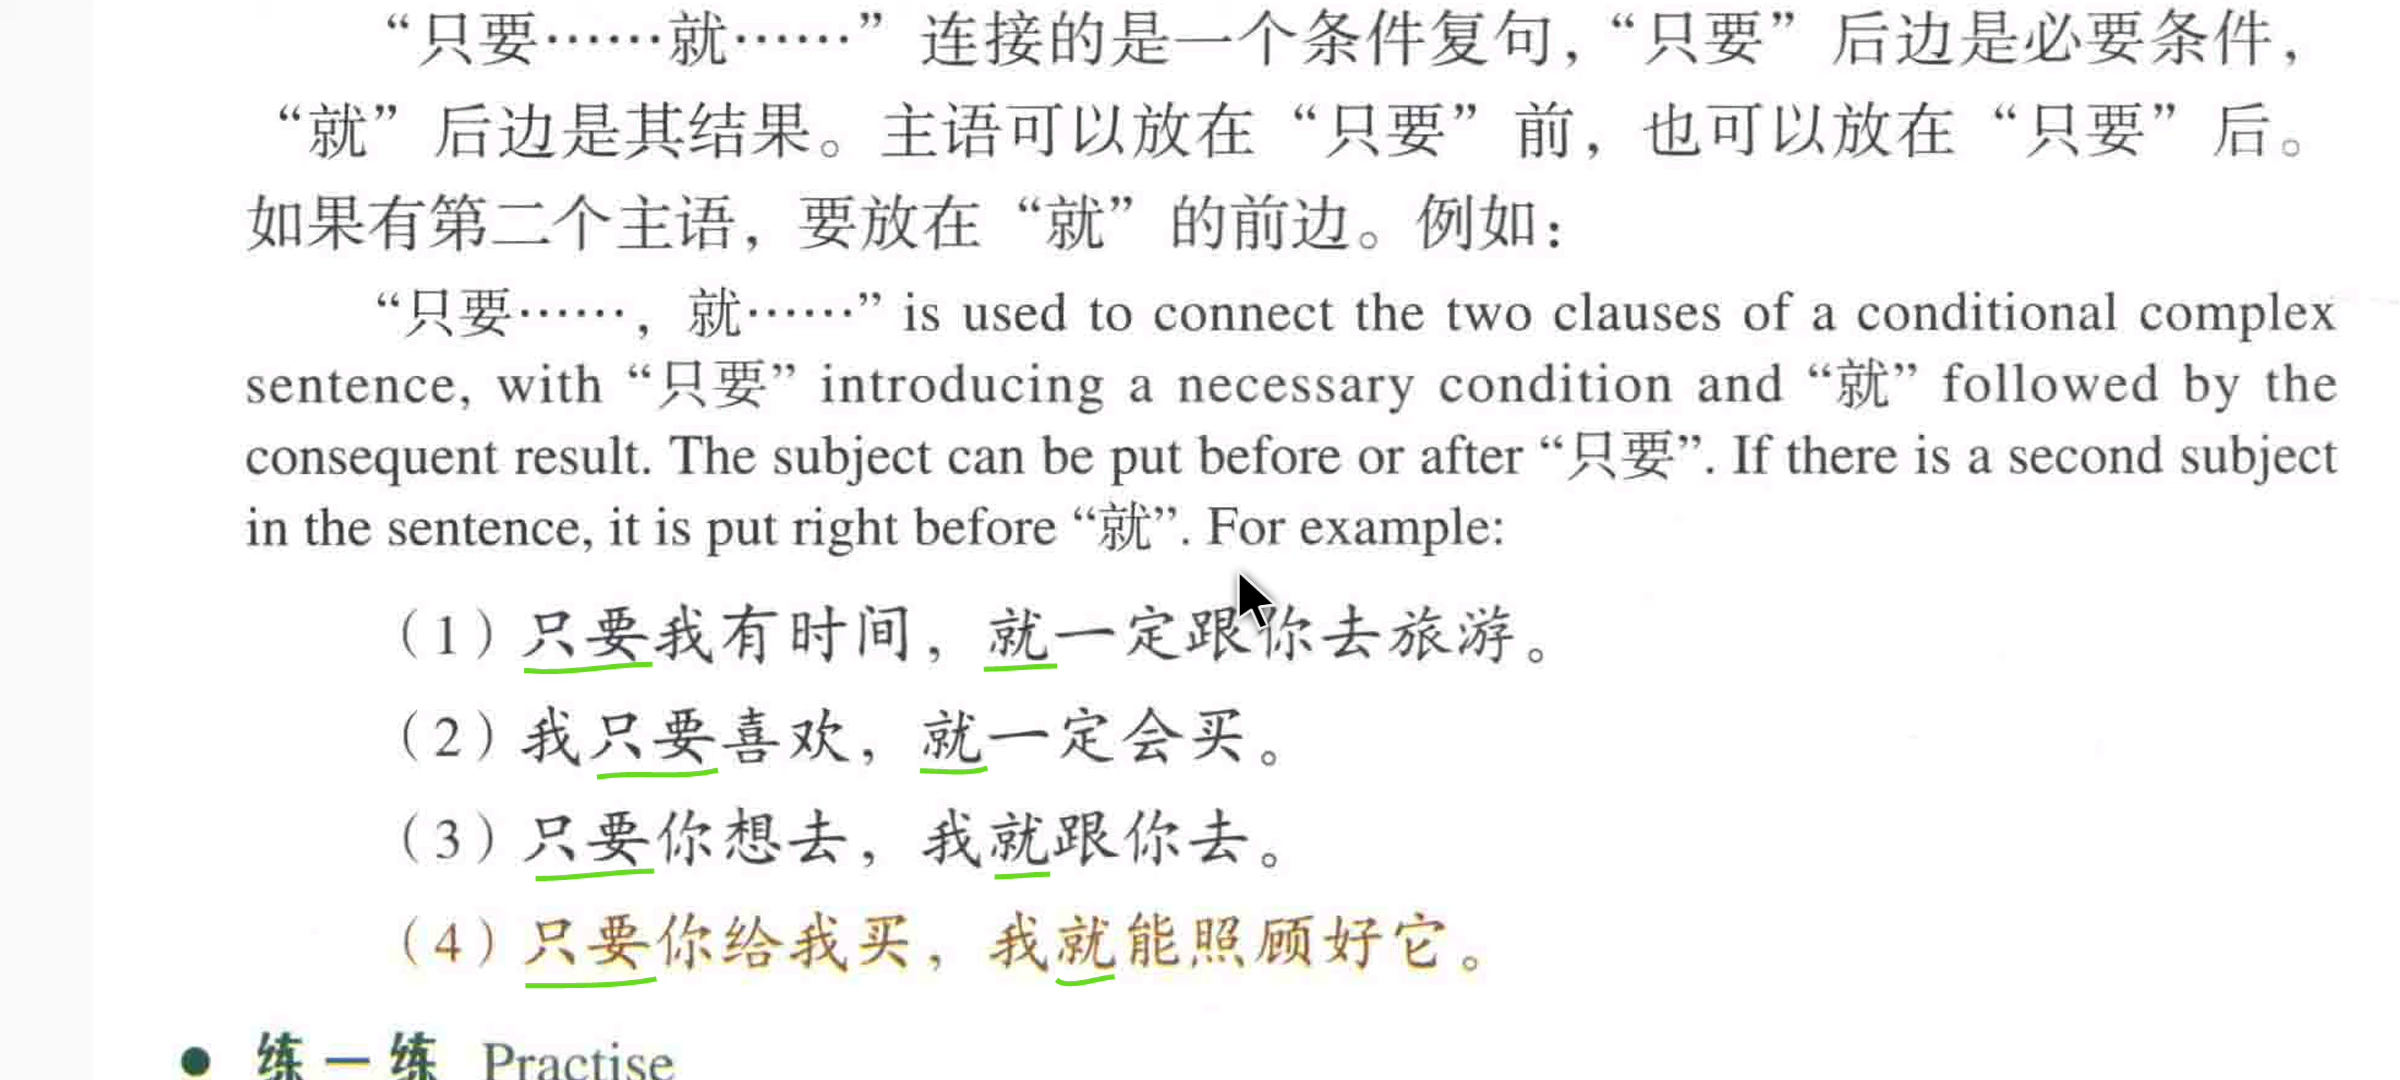 “只要……就……”连接的是一个条件复句，“只要”后边是必要条件，
“就”后边是其结果。主语可以放在“只要”前，也可以放在“只要”后。
如果有第二个主语，要放在“就”的前边。例如：
“只要……，就……” is used to connect the two clauses of a conditional complex
sentence, with “只要” introducing a necessary condition and “就” followed by the
consequent result. The subject can be put before or after “只要”. If there is a second subject
in the sentence, it is put right before “就”. For example:
（1）只要我有时间，就一定跟你去旅游。
（2）我只要喜欢，就一定会买。
（3）只要你想去，我就跟你去。
（4）只要你给我买，我就能照顾好它。
● 练一练 Practise